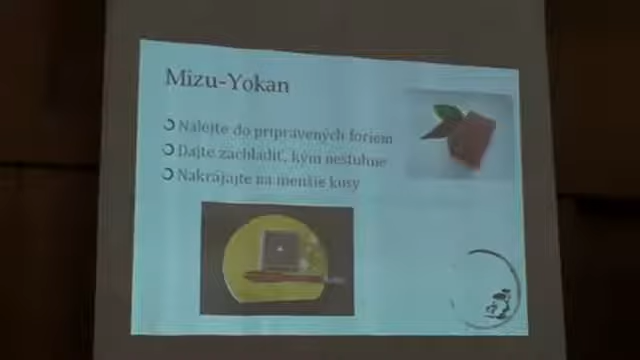 Mizu-Yokan
Nalejte do pripravených foriem
Dajte zachladiť, kým nestuhne
Nakrájajte na menšie kusy